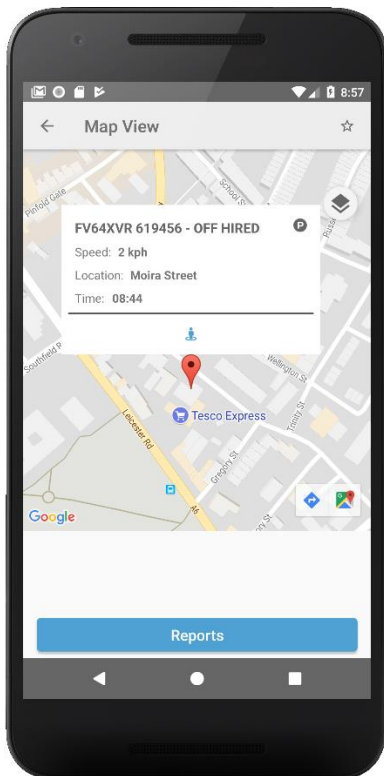 8:57
Map View
Pinfold Gate
School S
Russ
FV64XVR 619456 - OFF HIRED
P
Speed: 2 kph
Location: Moira Street
Time: 08:44
Southfield R
Wellington St
Tesco Express
Trinity St
Leicester Rd
Gregory St
A6
St
Google
Reports